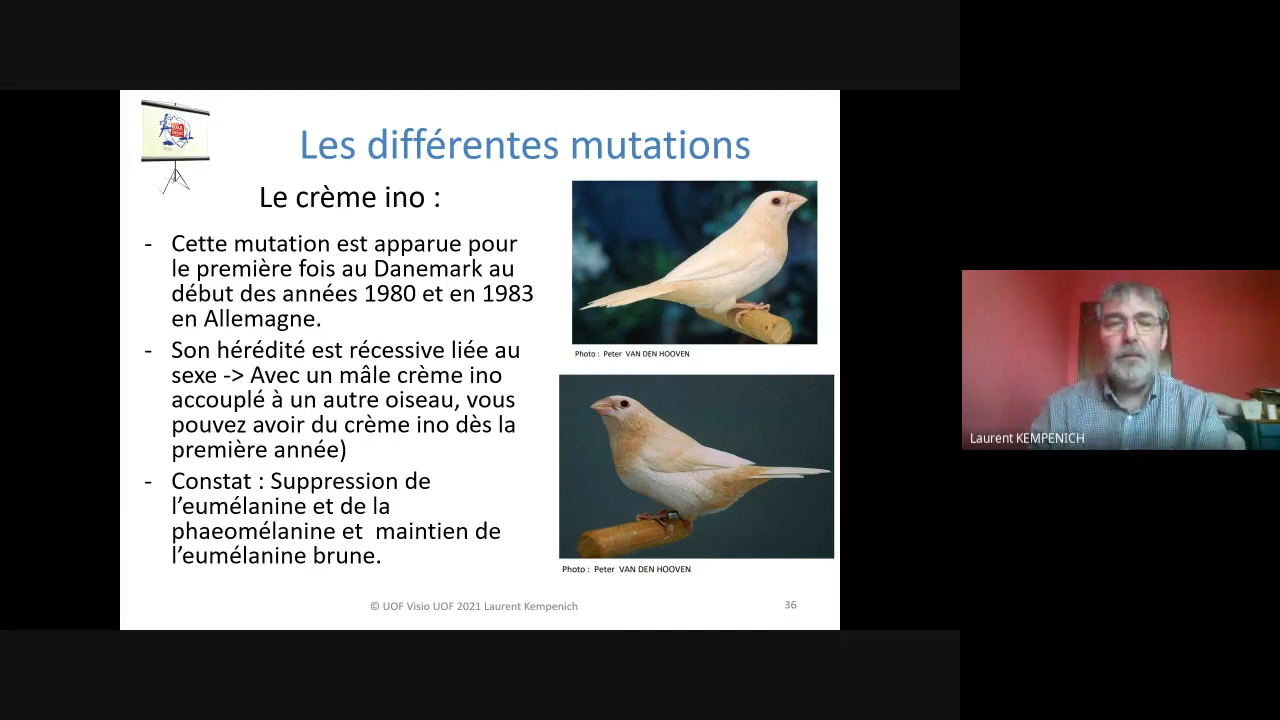 Les différentes mutations
Le crème ino :
- Cette mutation est apparue pour
le première fois au Danemark au
début des années 1980 et en 1983
en Allemagne.
- Son hérédité est récessive liée au
sexe -> Avec un mâle crème ino
accouplé à un autre oiseau, vous
pouvez avoir du crème ino dès la
première année)
- Constat : Suppression de
l’eumélanine et de la
phaeomélanine et  maintien de
l’eumélanine brune.
Photo : Peter VAN DEN HOOVEN
Photo : Peter VAN DEN HOOVEN
© UOF Visio UOF 2021 Laurent Kempenich
36
Laurent KEMPENICH